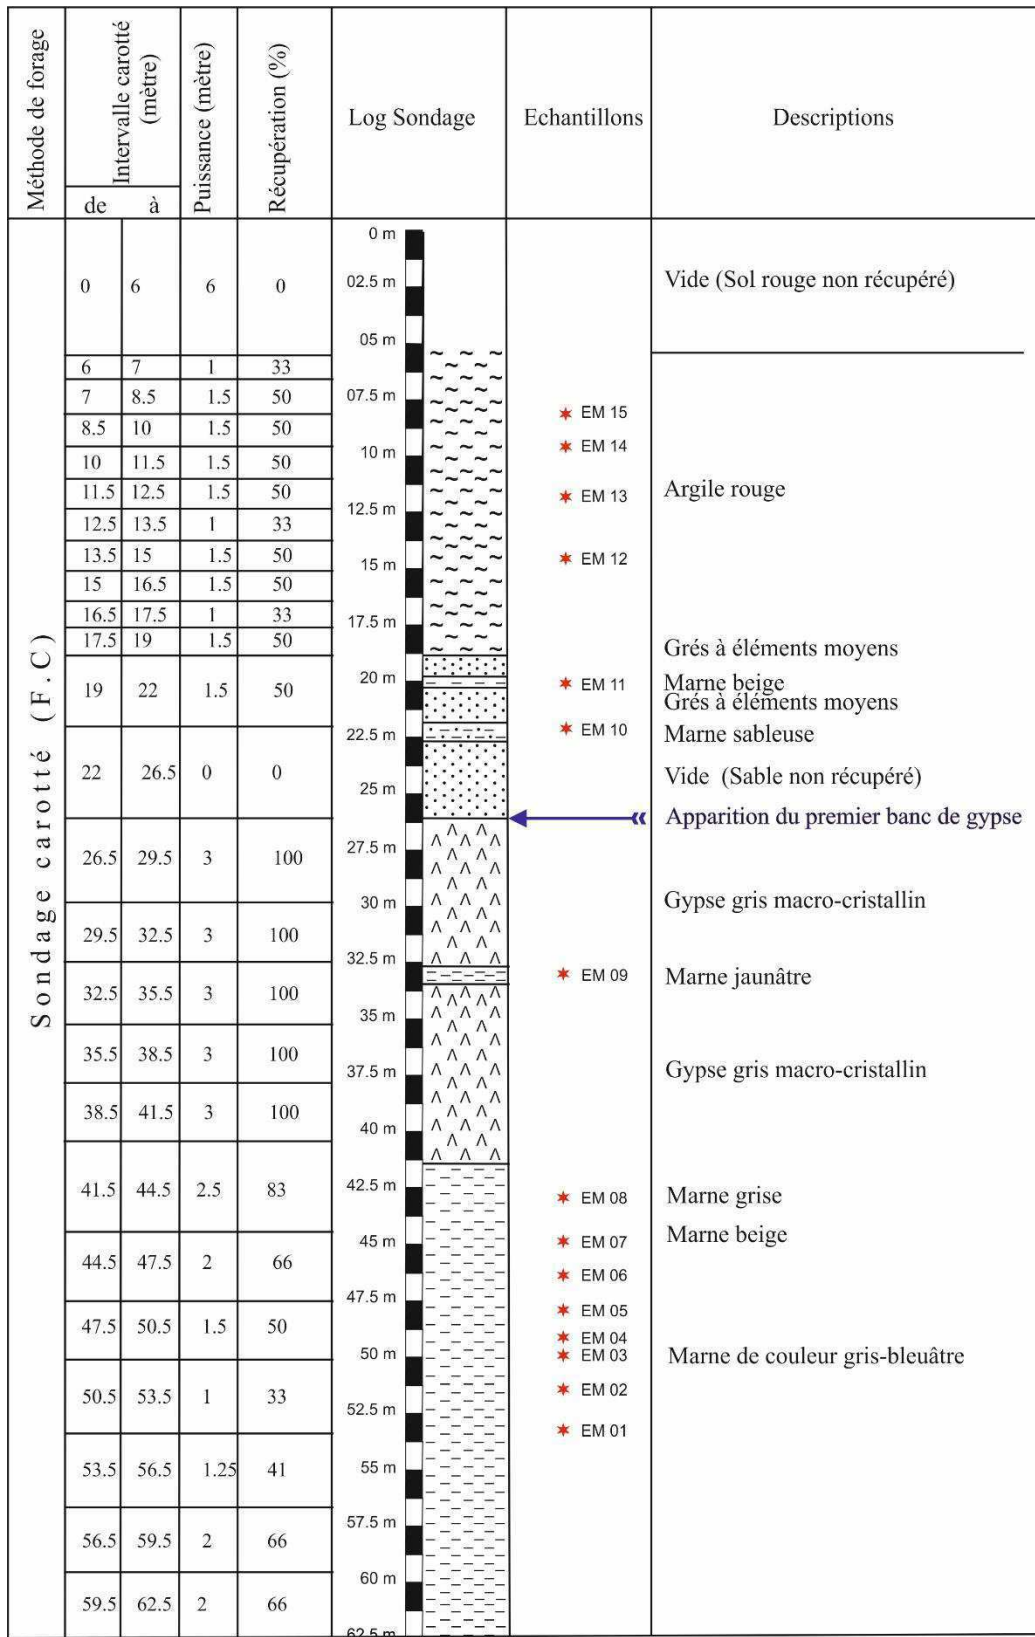 Méthode de forage
Intervalle carotté
(mètre)
de à
Puissance (mètre)
Récupération (%)
Log Sondage
Echantillons
Descriptions
Sondage carotté (F.C)
0 6 6 0
6 7 1 33
7 8.5 1.5 50
8.5 10 1.5 50
10 11.5 1.5 50
11.5 12.5 1.5 50
12.5 13.5 1 33
13.5 15 1.5 50
15 16.5 1.5 50
16.5 17.5 1 33
17.5 19 1.5 50
19 22 1.5 50
22 26.5 0 0
26.5 29.5 3 100
29.5 32.5 3 100
32.5 35.5 3 100
35.5 38.5 3 100
38.5 41.5 3 100
41.5 44.5 2.5 83
44.5 47.5 2 66
47.5 50.5 1.5 50
50.5 53.5 1 33
53.5 56.5 1.25 41
56.5 59.5 2 66
59.5 62.5 2 66
0 m
02.5 m
05 m
07.5 m
10 m
12.5 m
15 m
17.5 m
20 m
22.5 m
25 m
27.5 m
30 m
32.5 m
35 m
37.5 m
40 m
42.5 m
45 m
47.5 m
50 m
52.5 m
55 m
57.5 m
60 m
62.5 m
EM 15
EM 14
EM 13
EM 12
EM 11
EM 10
EM 09
EM 08
EM 07
EM 06
EM 05
EM 04
EM 03
EM 02
EM 01
Vide (Sol rouge non récupéré)
Argile rouge
Grés à éléments moyens
Marne beige
Grés à éléments moyens
Marne sableuse
Vide (Sable non récupéré)
Apparition du premier banc de gypse
Gypse gris macro-cristallin
Marne jaunâtre
Gypse gris macro-cristallin
Marne grise
Marne beige
Marne de couleur gris-bleuâtre